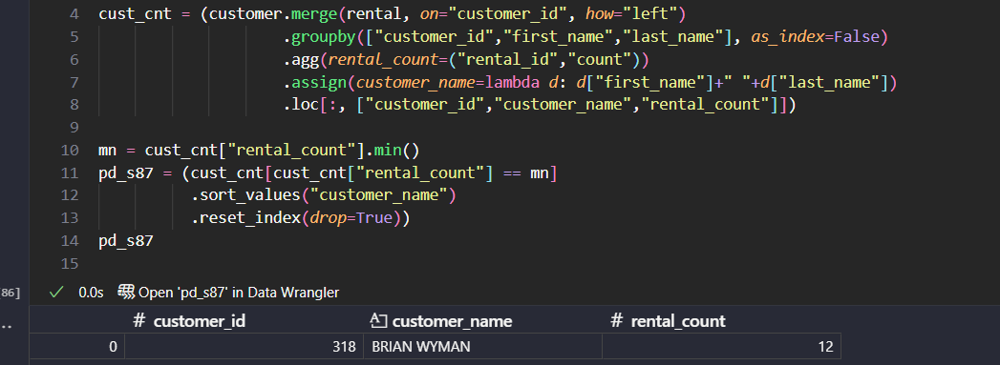 4 cust_cnt = (customer.merge(rental, on="customer_id", how="left")
5 .groupby(["customer_id","first_name","last_name"], as_index=False)
6 .agg(rental_count=("rental_id","count"))
7 .assign(customer_name=lambda d: d["first_name"]+" "+d["last_name"])
8 .loc[:, ["customer_id","customer_name","rental_count"]])
9
10 mn = cust_cnt["rental_count"].min()
11 pd_s87 = (cust_cnt[cust_cnt["rental_count"] == mn]
12 .sort_values("customer_name")
13 .reset_index(drop=True))
14 pd_s87
15
86] ✓ 0.0s Open 'pd_s87' in Data Wrangler
.. # customer_id A customer_name # rental_count
0 318 BRIAN WYMAN 12